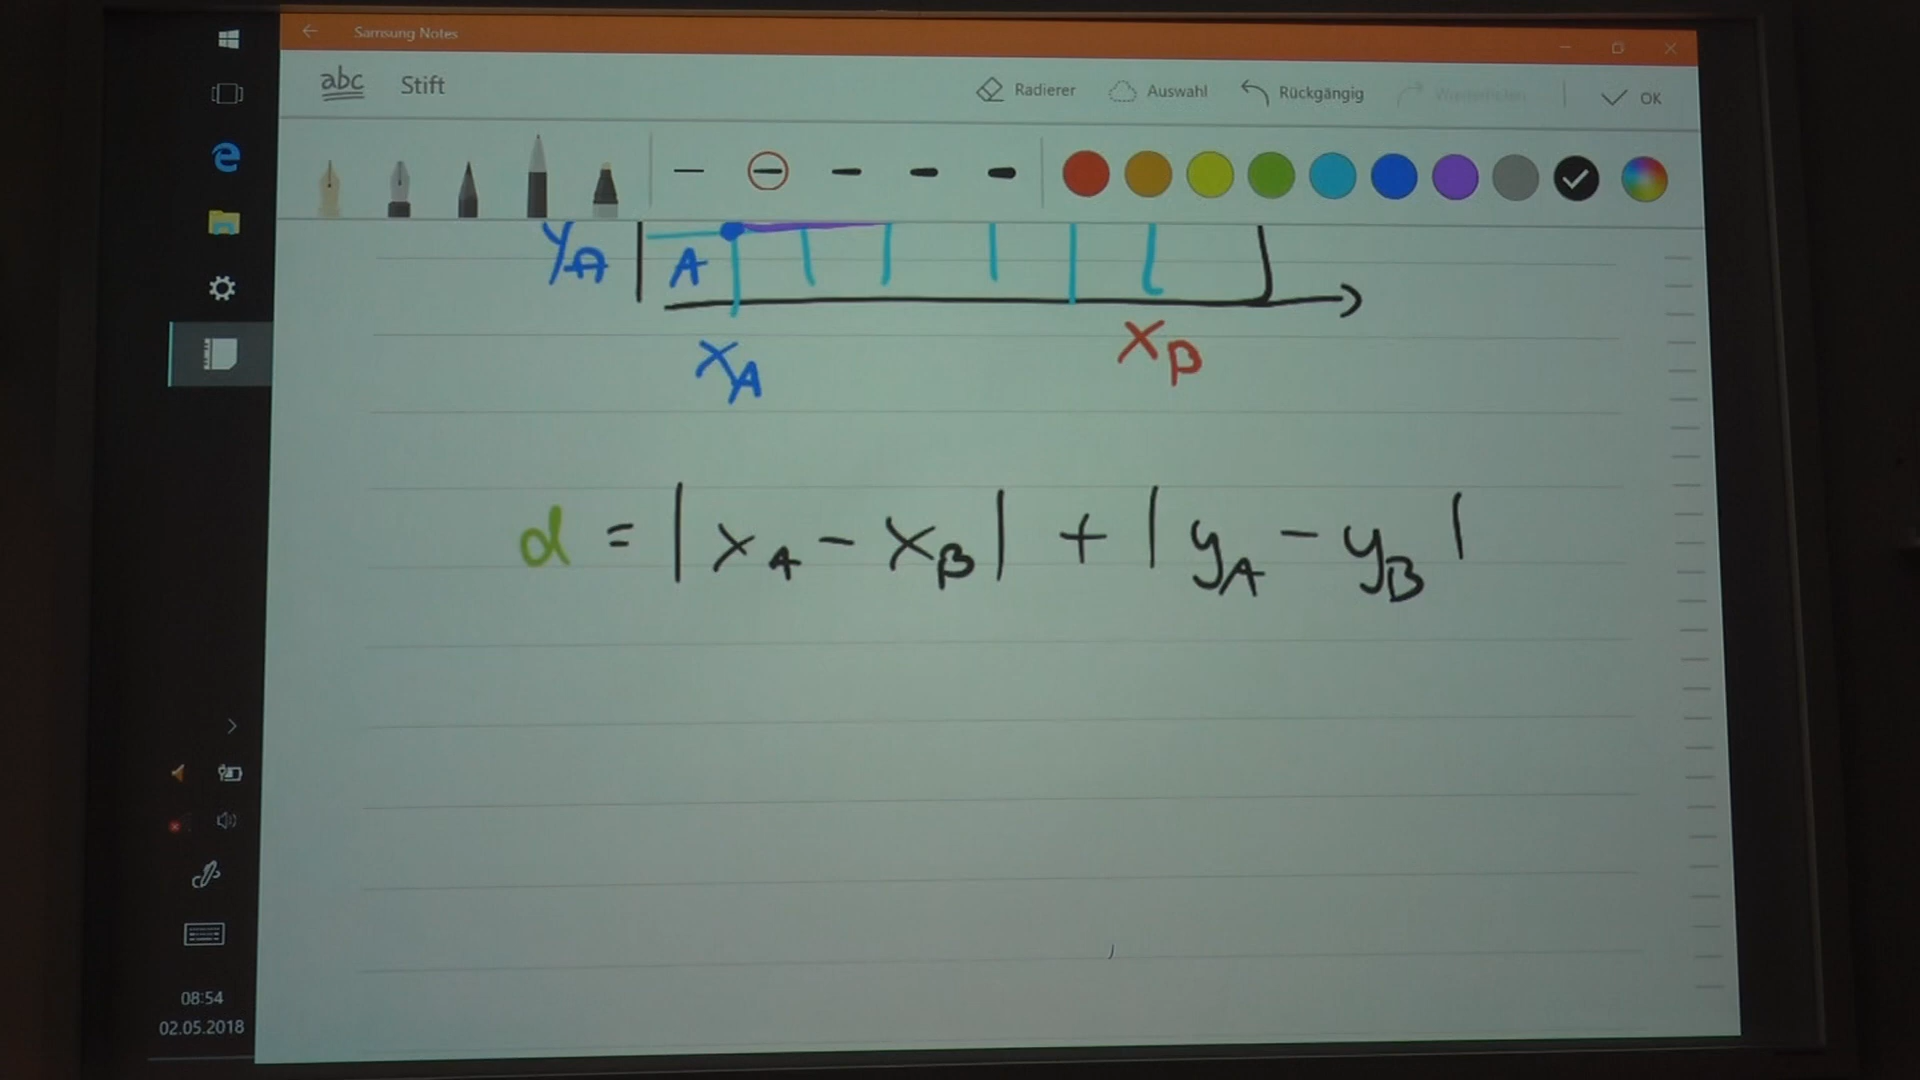 Samsung Notes
abc Stift Radierer Auswahl Rückgängig Wiederholen OK
yA A
xA xB
d = | xA - xB | + | yA - yB |
08:54
02.05.2018